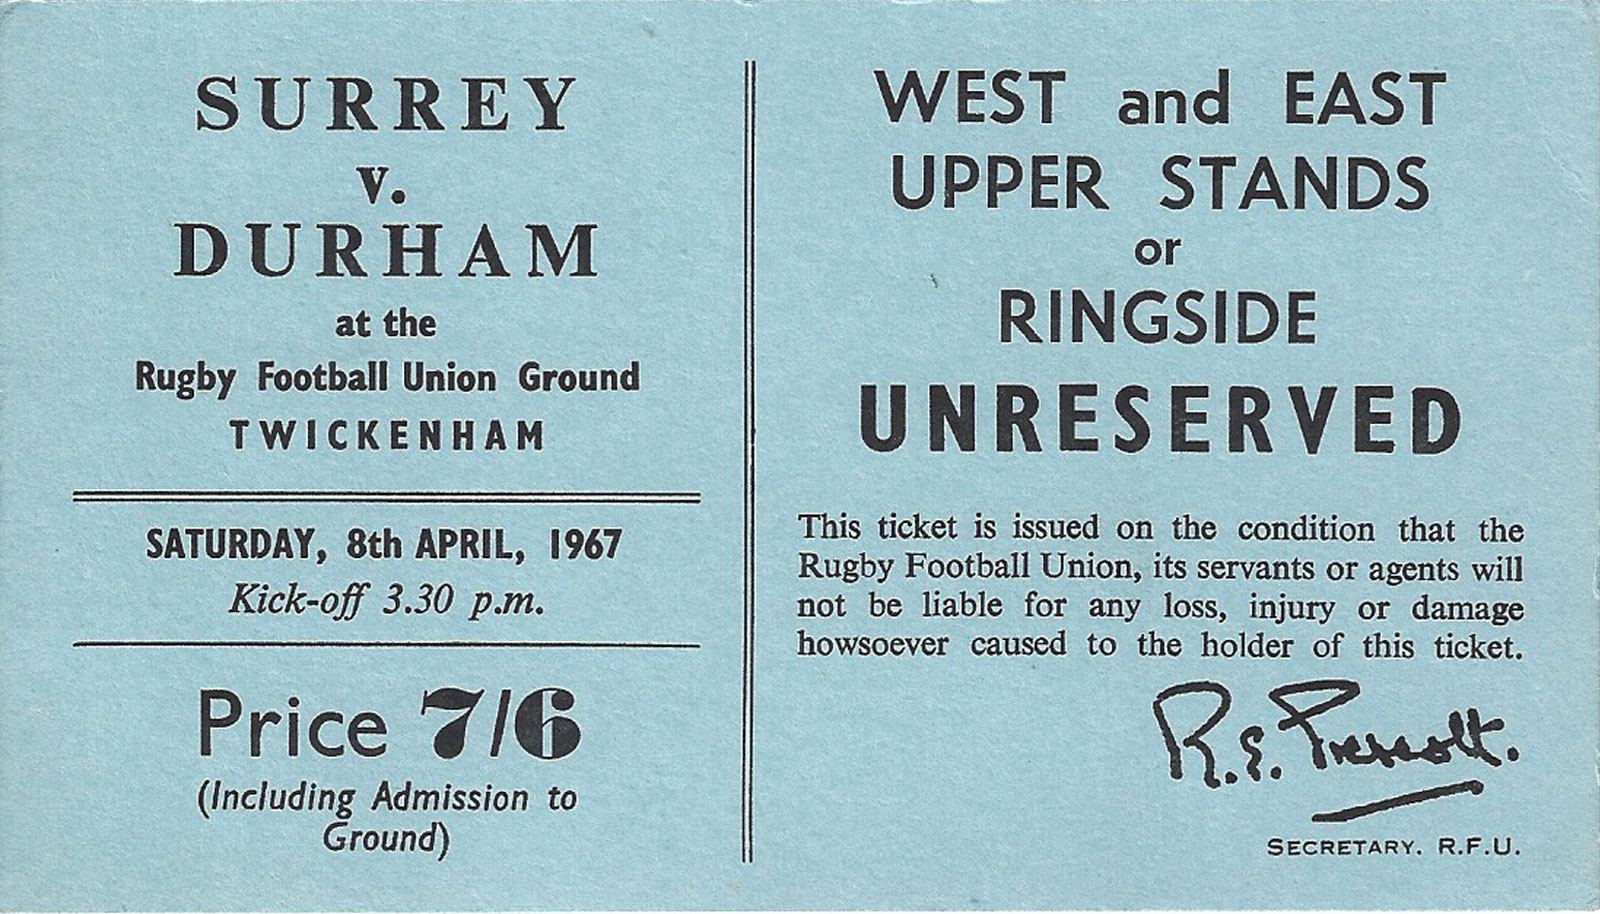 SURREY
v.
DURHAM
at the
Rugby Football Union Ground
TWICKENHAM
SATURDAY, 8th APRIL, 1967
Kick-off 3.30 p.m.
Price 7/6
(Including Admission to
Ground)
WEST and EAST
UPPER STANDS
or
RINGSIDE
UNRESERVED
This ticket is issued on the condition that the
Rugby Football Union, its servants or agents will
not be liable for any loss, injury or damage
howsoever caused to the holder of this ticket.
R.E. Prescott.
SECRETARY. R.F.U.